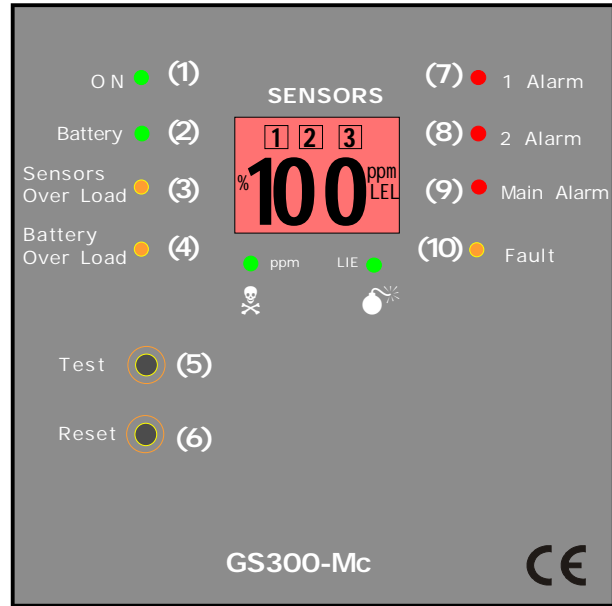 ON (1)
Battery (2)
Sensors
Over Load (3)
Battery
Over Load (4)
Test (5)
Reset (6)
SENSORS
1 2 3
% 100 ppm
LEL
ppm LIE
(7) 1 Alarm
(8) 2 Alarm
(9) Main Alarm
(10) Fault
GS300-Mc
CE